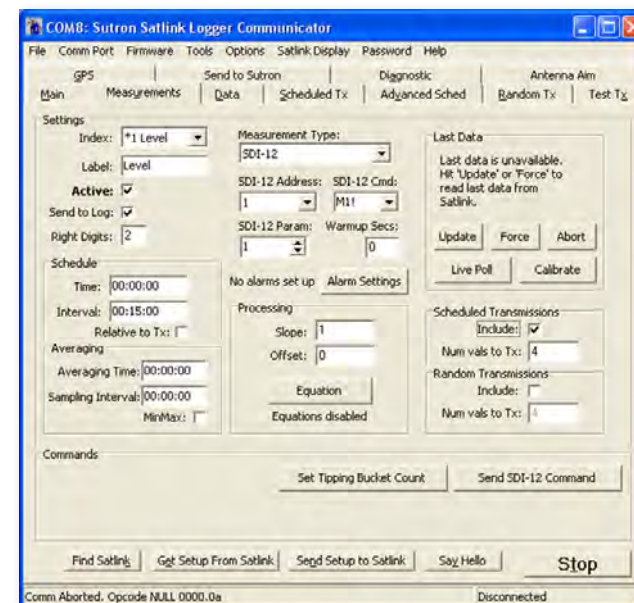 COM8: Sutron Satlink Logger Communicator
File Comm Port Firmware Tools Options Satlink Display Password Help
GPS Send to Sutron Diagnostic Antenna Aim
Main Measurements Data Scheduled Tx Advanced Sched Random Tx Test Tx
Settings
Index: *1 Level
Label: Level
Active:
Send to Log:
Right Digits: 2
Schedule
Time: 00:00:00
Interval: 00:15:00
Relative to Tx:
Averaging
Averaging Time: 00:00:00
Sampling Interval: 00:00:00
MinMax:
Measurement Type:
SDI-12
SDI-12 Address: SDI-12 Cmd:
1 M1!
SDI-12 Param: Warmup Secs:
1 0
No alarms set up Alarm Settings
Processing
Slope: 1
Offset: 0
Equation
Equations disabled
Last Data
Last data is unavailable.
Hit 'Update' or 'Force' to
read last data from
Satlink.
Update Force Abort
Live Poll Calibrate
Scheduled Transmissions
Include:
Num vals to Tx: 4
Random Transmissions
Include:
Num vals to Tx: 4
Commands
Set Tipping Bucket Count Send SDI-12 Command
Find Satlink Get Setup From Satlink Send Setup to Satlink Say Hello Stop
Comm Aborted. Opcode NULL 0000.0a Disconnected